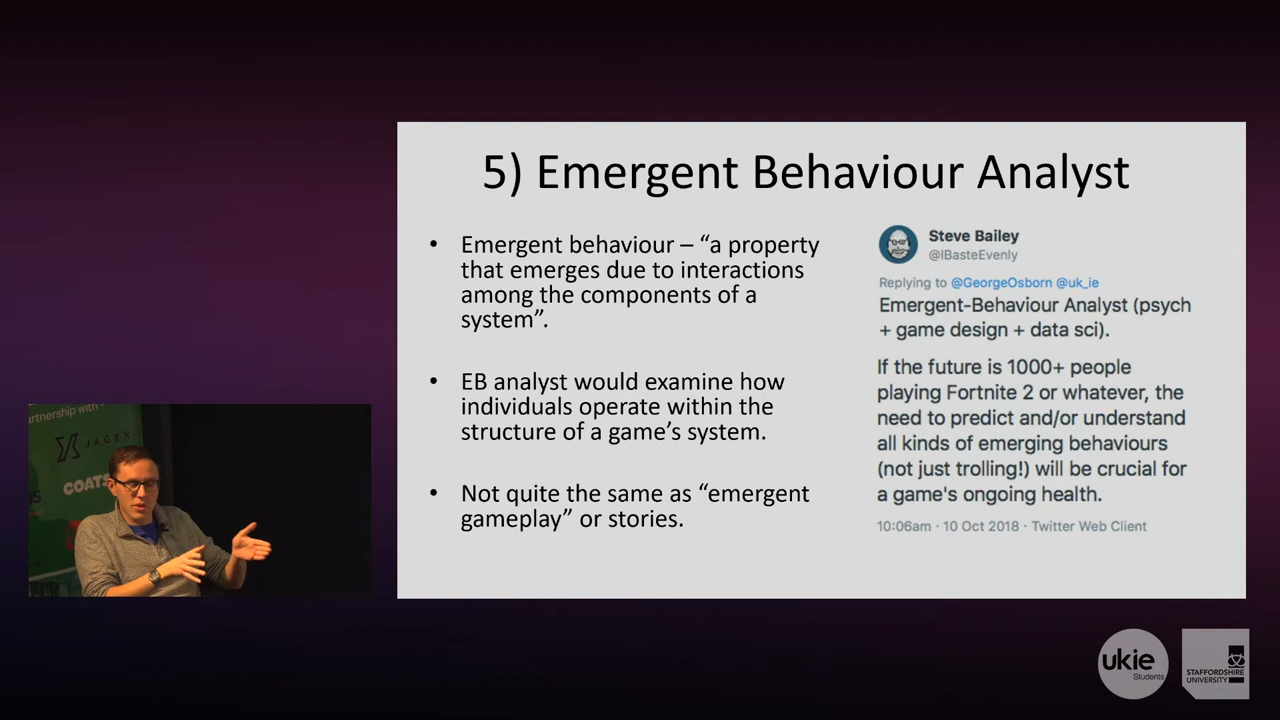 5) Emergent Behaviour Analyst
• Emergent behaviour – “a property
that emerges due to interactions
among the components of a
system”.
• EB analyst would examine how
individuals operate within the
structure of a game’s system.
• Not quite the same as “emergent
gameplay” or stories.
Steve Bailey
@IBasteEvenly
Replying to @GeorgeOsborn @uk_ie
Emergent-Behaviour Analyst (psych
+ game design + data sci).
If the future is 1000+ people
playing Fortnite 2 or whatever, the
need to predict and/or understand
all kinds of emerging behaviours
(not just trolling!) will be crucial for
a game's ongoing health.
10:06am · 10 Oct 2018 · Twitter Web Client
partnership with
JAGEX
COATS
ukie
Students
STAFFORDSHIRE
UNIVERSITY